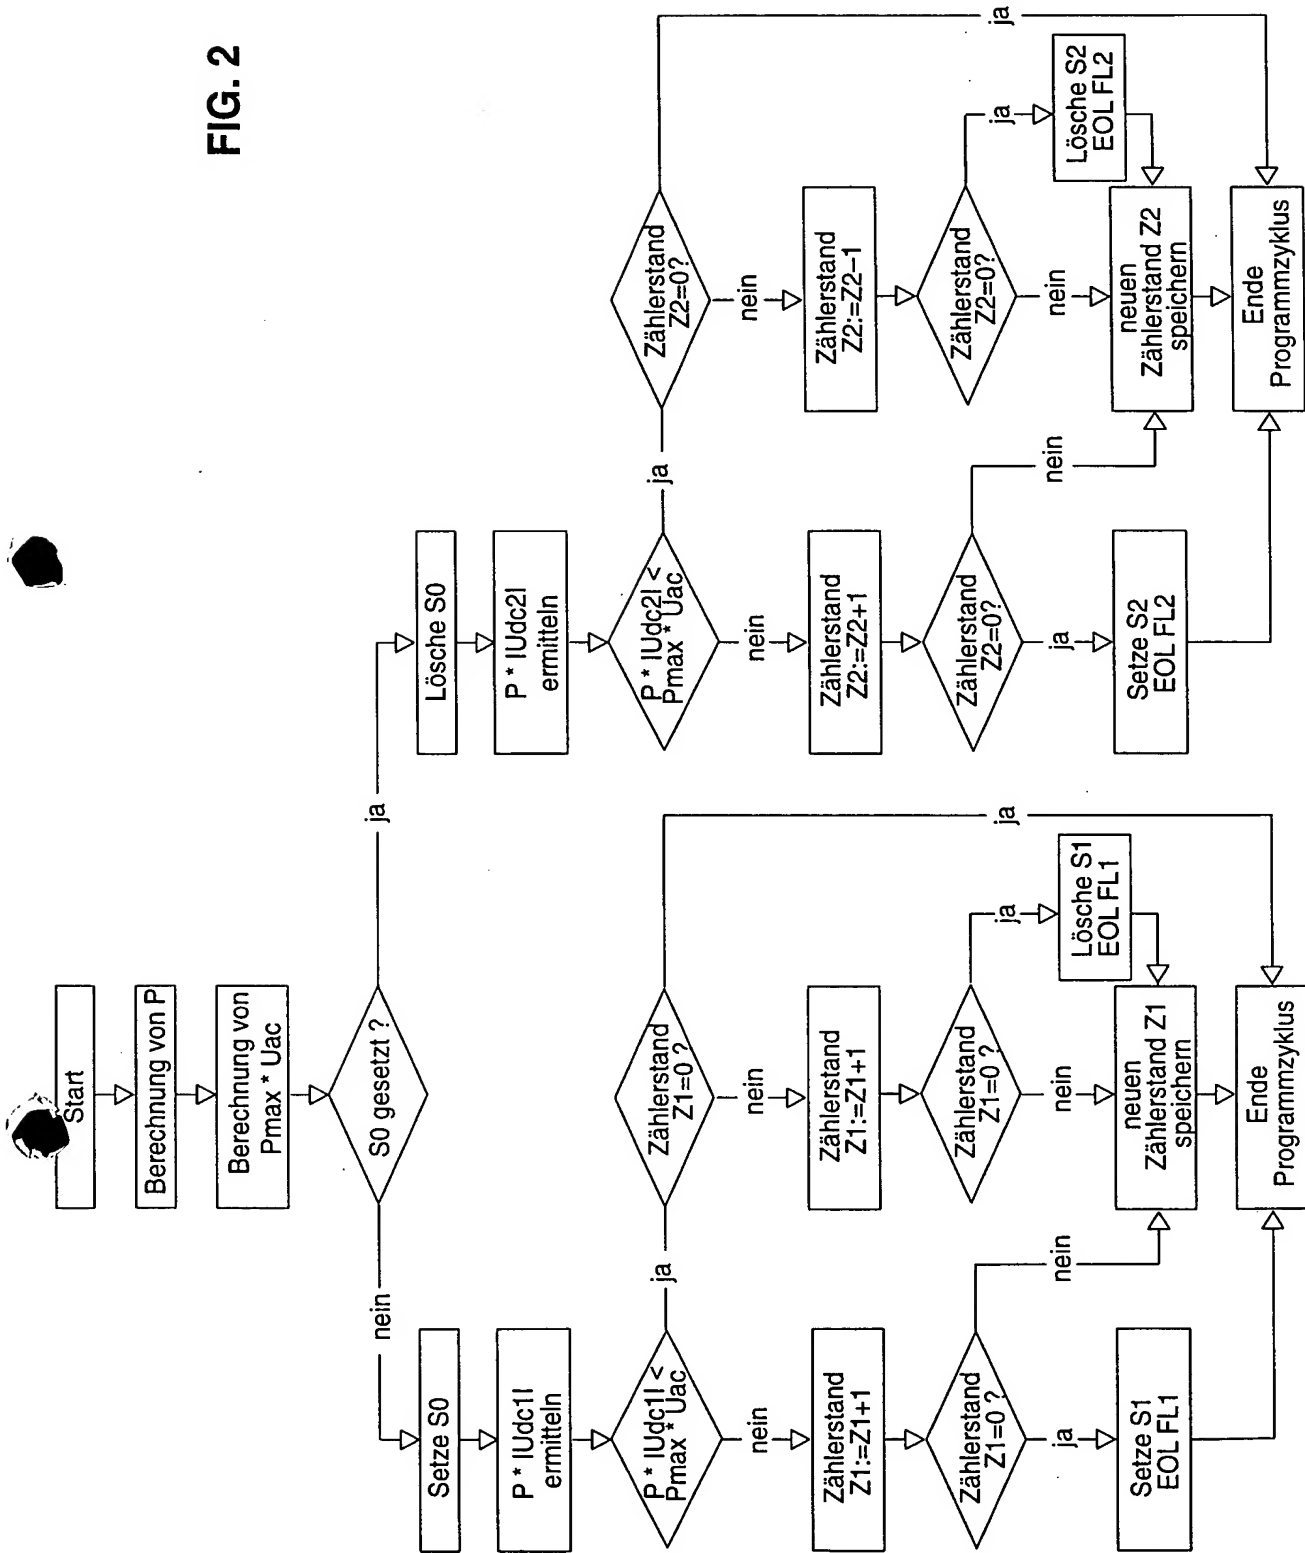 FIG. 2
Start
Berechnung von P
Berechnung von
Pmax * Uac
S0 gesetzt ?
nein
ja
Setze S0
P * IUdc1I
ermitteln
P * IUdc1I <
Pmax * Uac
ja
nein
Zählerstand
Z1:=Z1+1
Zählerstand
Z1=0 ?
nein
ja
Setze S1
EOL FL1
Zählerstand
Z1=0 ?
ja
nein
Zählerstand
Z1:=Z1+1
Zählerstand
Z1=0 ?
ja
nein
Lösche S1
EOL FL1
neuen
Zählerstand Z1
speichern
Ende
Programmzyklus
Lösche S0
P * IUdc2I
ermitteln
P * IUdc2I <
Pmax * Uac
ja
nein
Zählerstand
Z2:=Z2+1
Zählerstand
Z2=0?
nein
ja
Setze S2
EOL FL2
Zählerstand
Z2=0?
ja
nein
Zählerstand
Z2:=Z2−1
Zählerstand
Z2=0?
ja
nein
Lösche S2
EOL FL2
neuen
Zählerstand Z2
speichern
Ende
Programmzyklus